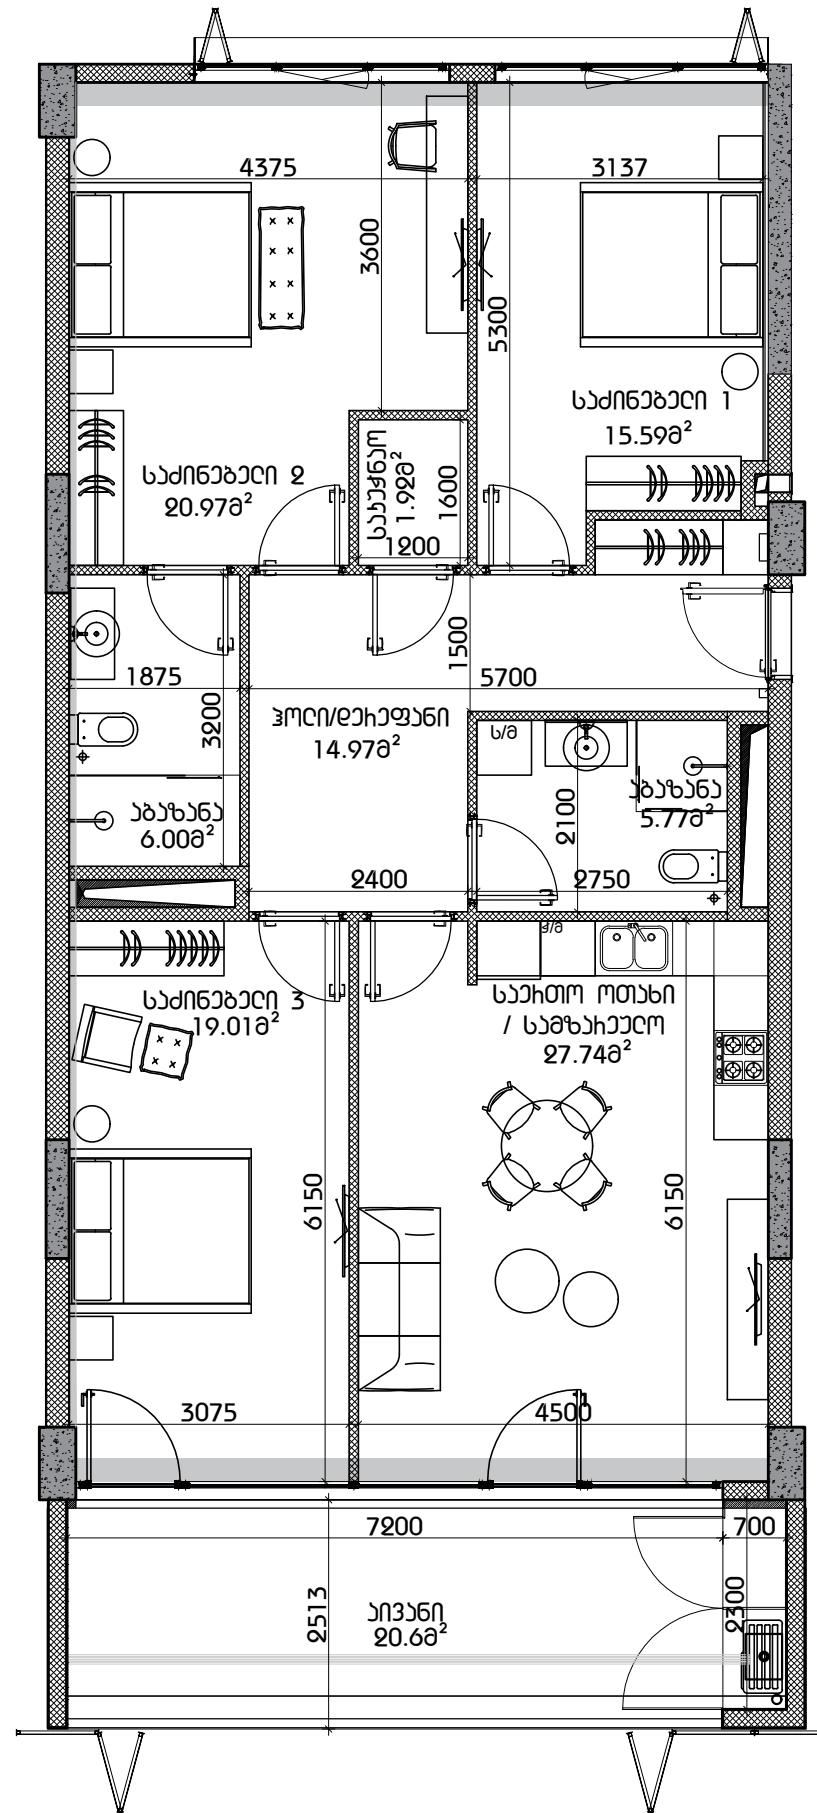 4375
3137
3600
5300
საძინებელი 1
15.59მ²
საძინებელი 2
20.97მ²
საკუჭნაო
1.92მ²
1600
1200
1500
1875
5700
3200
ჰოლი/დერეფანი
14.97მ²
ს/მ
აბაზანა
5.77მ²
2100
აბაზანა
6.00მ²
2400
2750
ჭ/მ
საძინებელი 3
19.01მ²
საერთო ოთახი
/ სამზარეულო
27.74მ²
6150
6150
3075
4500
7200
700
2513
2300
აივანი
20.6მ²